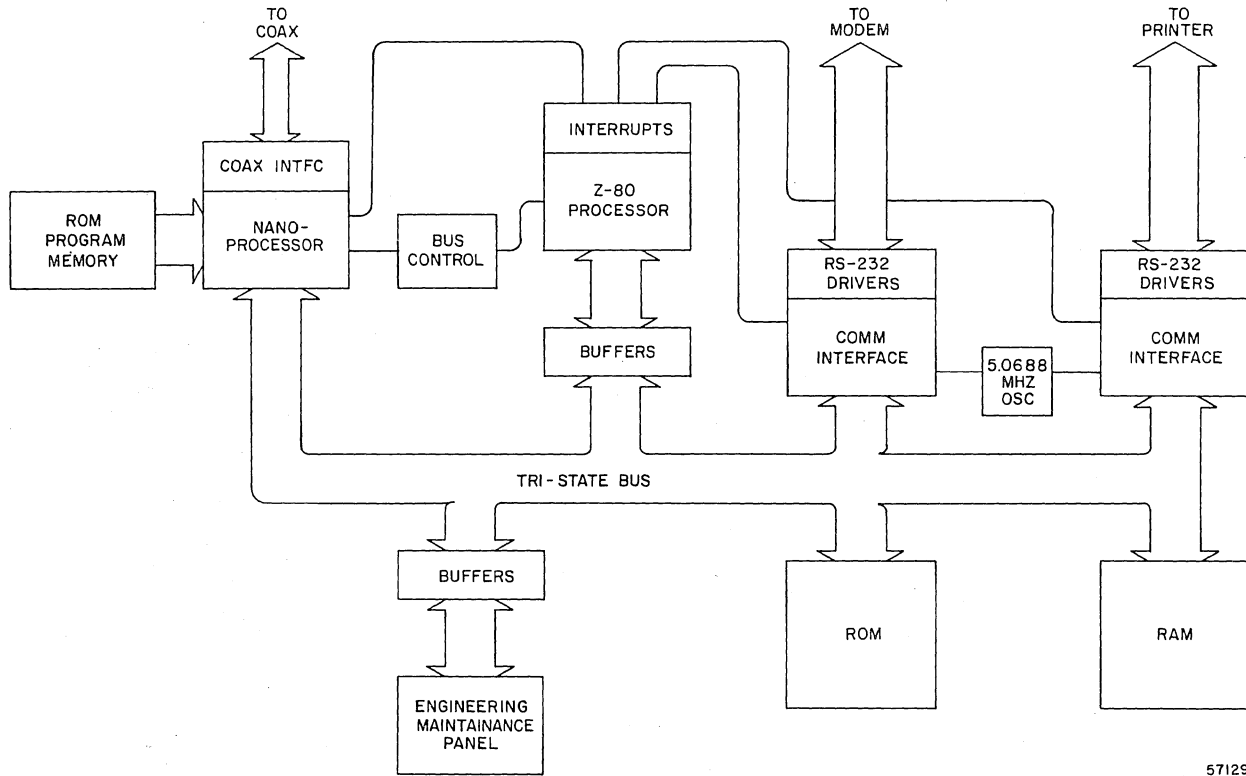 TO
COAX
TO
MODEM
TO
PRINTER
INTERRUPTS
COAX INTFC
Z-80
PROCESSOR
ROM
PROGRAM
MEMORY
NANO-
PROCESSOR
BUS
CONTROL
RS-232
DRIVERS
RS-232
DRIVERS
BUFFERS
COMM
INTERFACE
5.0688
MHZ
OSC
COMM
INTERFACE
TRI-STATE BUS
BUFFERS
ROM
RAM
ENGINEERING
MAINTAINANCE
PANEL
57129